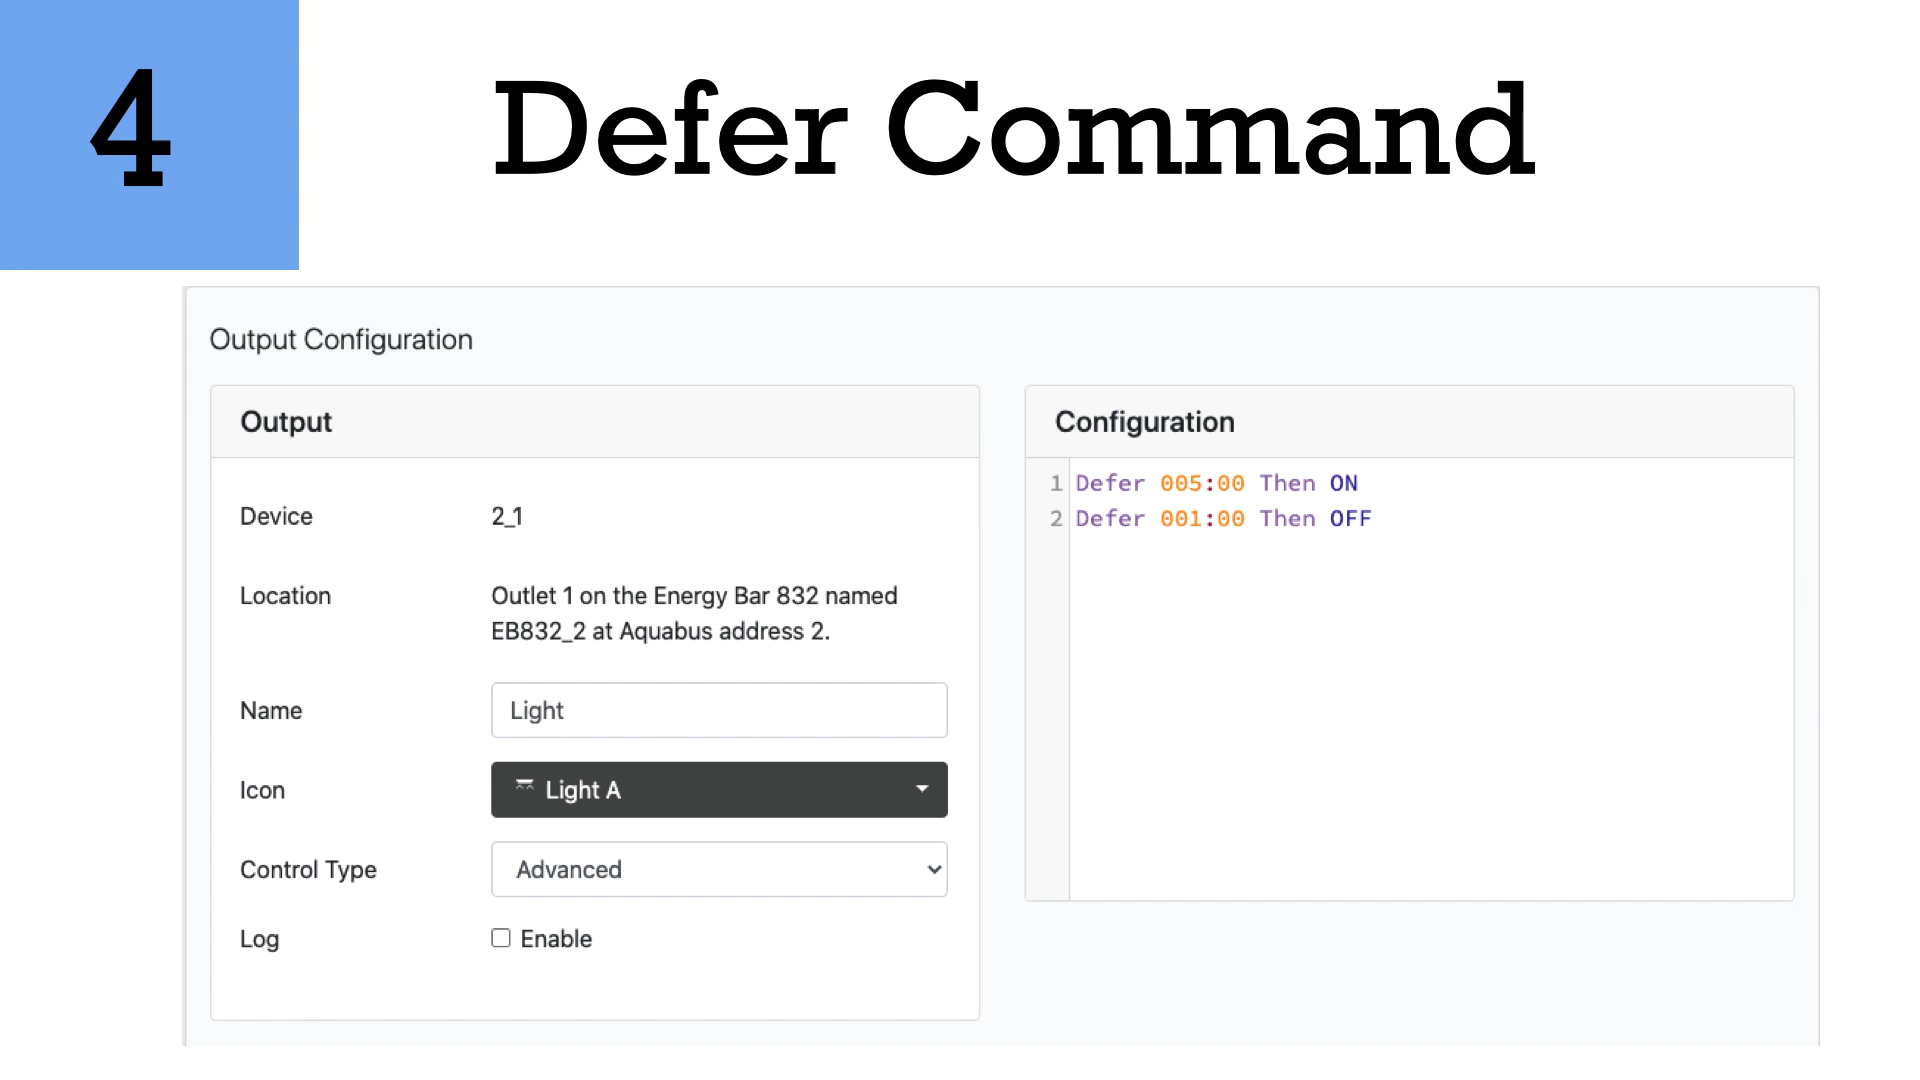 4
Defer Command
Output Configuration
Output
Device 2_1
Location Outlet 1 on the Energy Bar 832 named
EB832_2 at Aquabus address 2.
Name Light
Icon Light A
Control Type Advanced
Log Enable
Configuration
1 Defer 005:00 Then ON
2 Defer 001:00 Then OFF